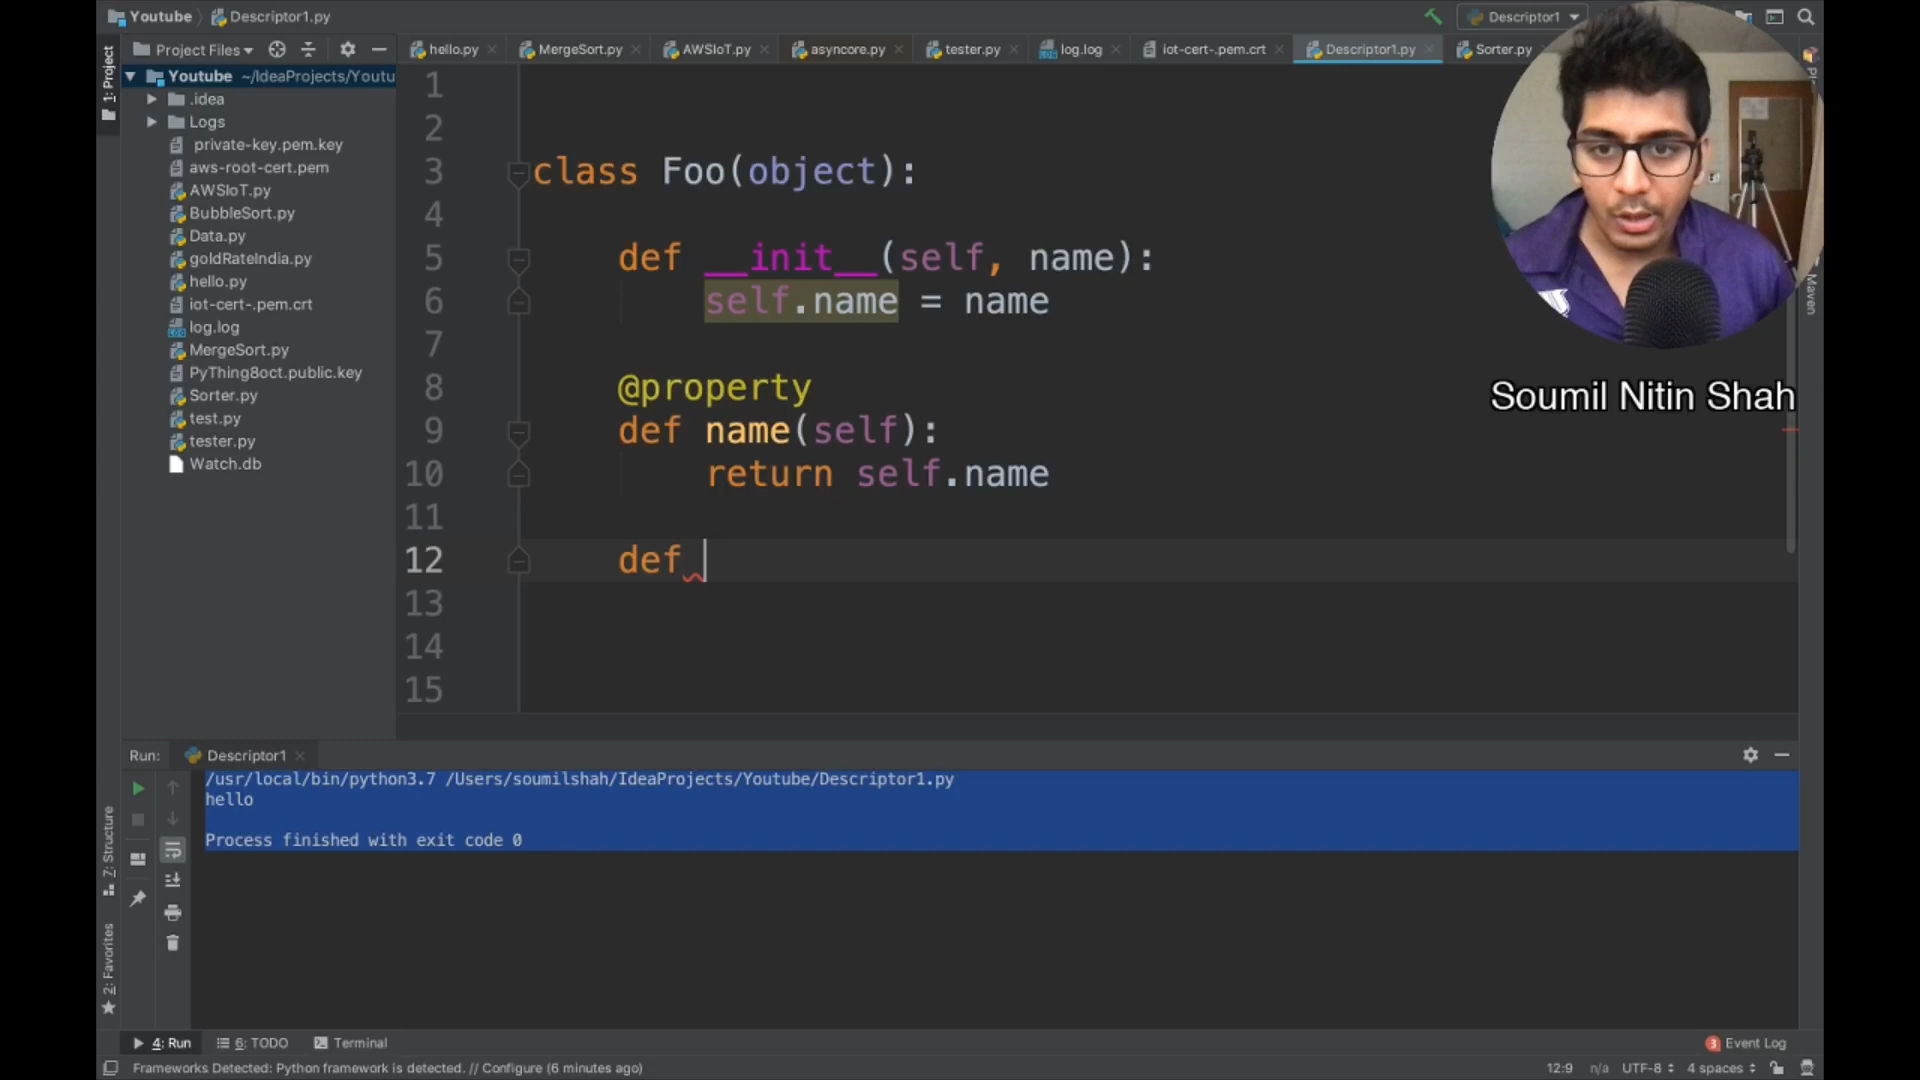 Youtube Descriptor1.py
Descriptor1
Project Files
hello.py MergeSort.py AWSIoT.py asyncore.py tester.py log.log iot-cert-.pem.crt Descriptor1.py Sorter.py
1: Project
Youtube ~/IdeaProjects/Youtu
.idea
Logs
private-key.pem.key
aws-root-cert.pem
AWSIoT.py
BubbleSort.py
Data.py
goldRateIndia.py
hello.py
iot-cert-.pem.crt
log.log
MergeSort.py
PyThing8oct.public.key
Sorter.py
test.py
tester.py
Watch.db
1
2
3 class Foo(object):
4
5 def __init__(self, name):
6 self.name = name
7
8 @property
9 def name(self):
10 return self.name
11
12 def
13
14
15
Maven
Soumil Nitin Shah
Run: Descriptor1
/usr/local/bin/python3.7 /Users/soumilshah/IdeaProjects/Youtube/Descriptor1.py
hello
Process finished with exit code 0
Z: Structure
2: Favorites
4: Run 6: TODO Terminal
3 Event Log
Frameworks Detected: Python framework is detected. // Configure (6 minutes ago)
12:9 n/a UTF-8 4 spaces